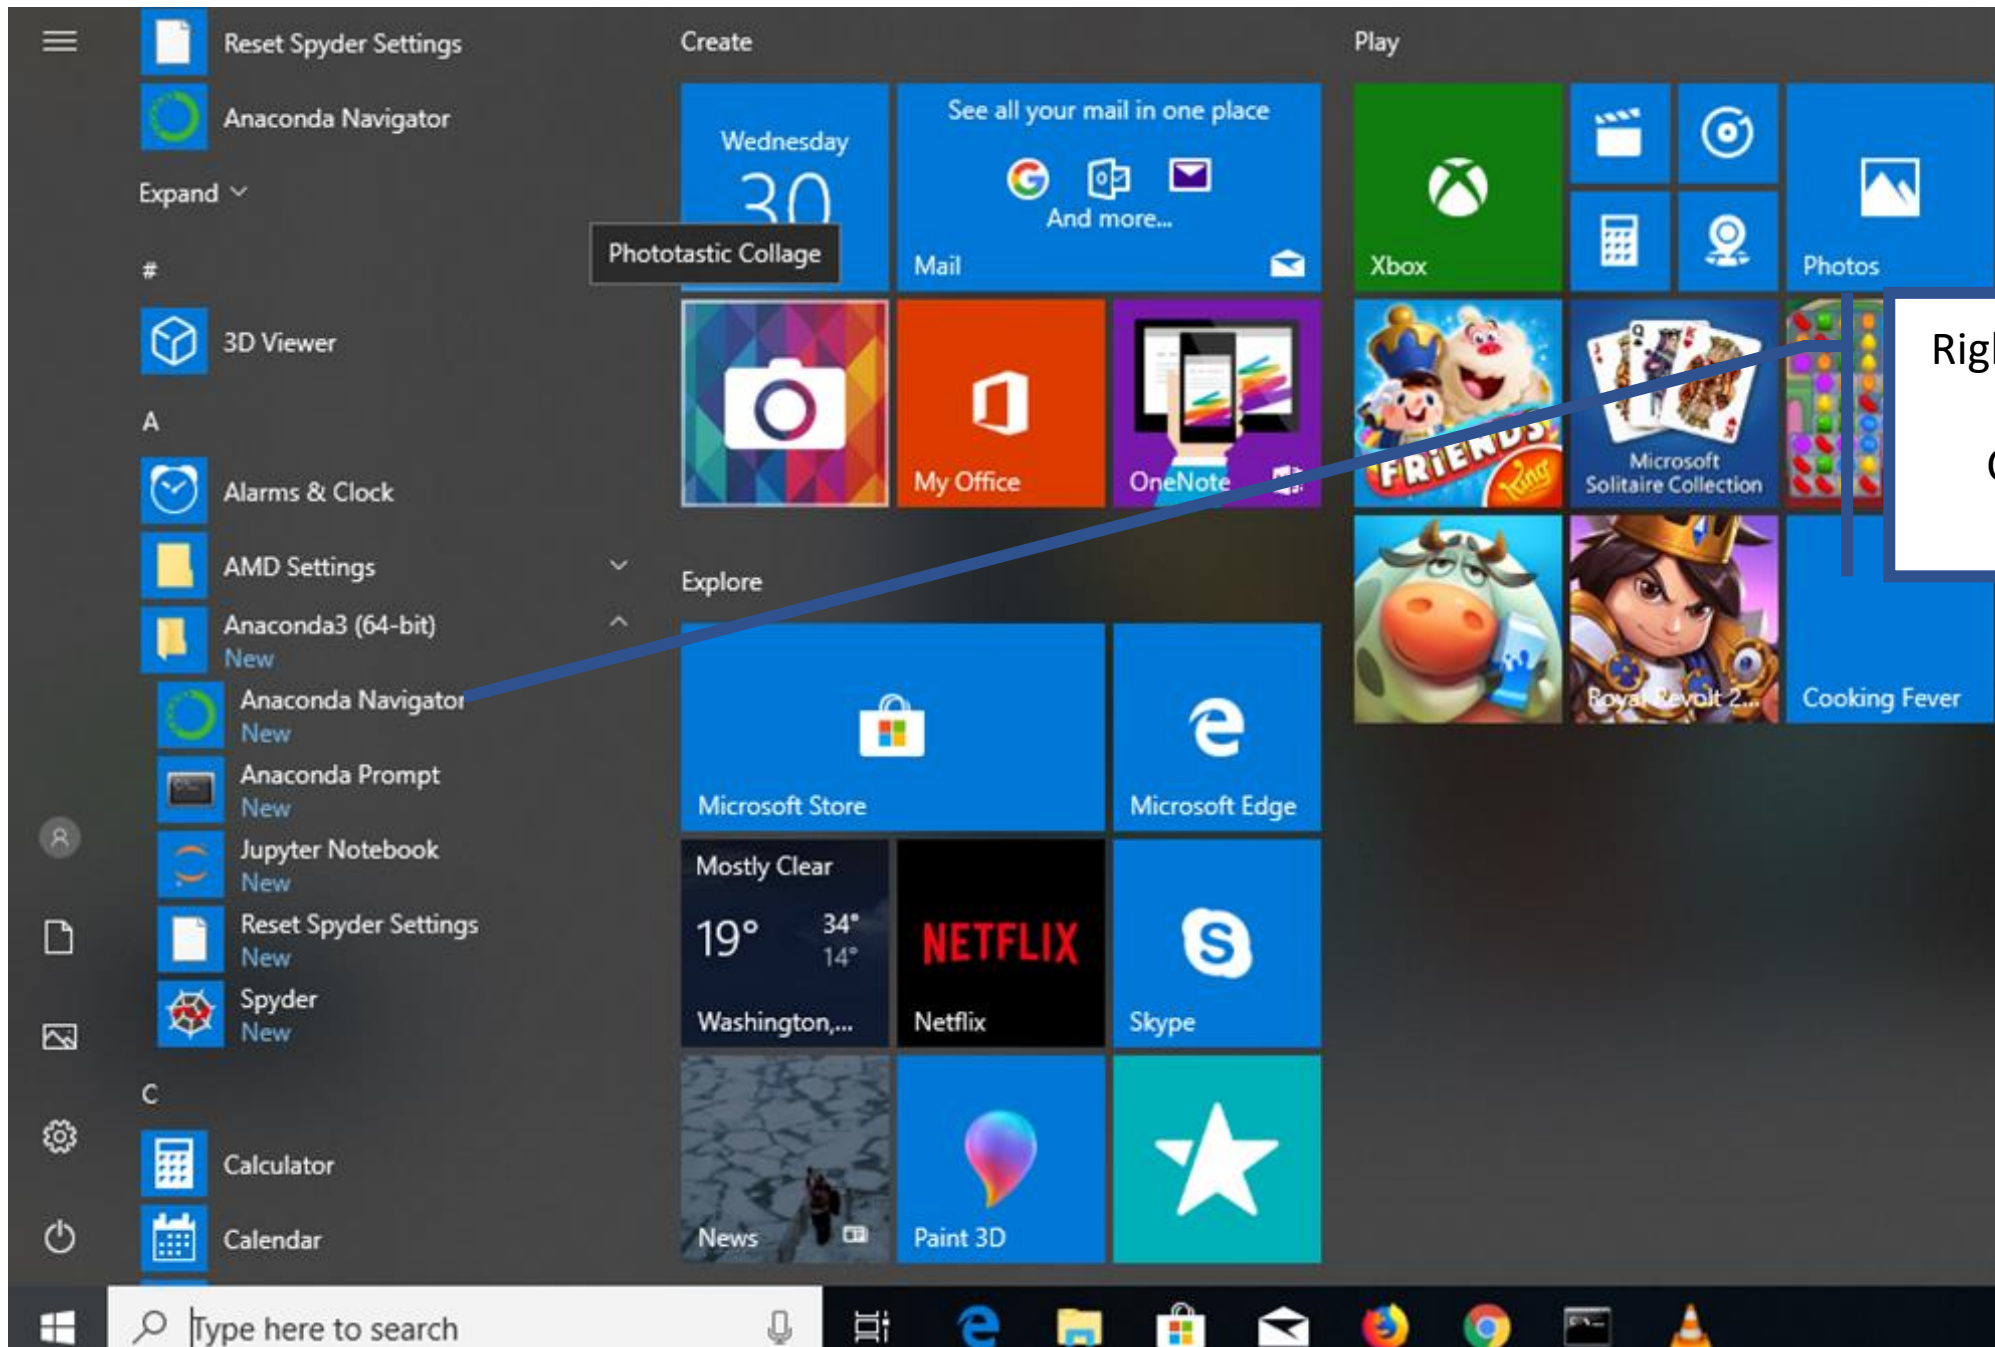 Reset Spyder Settings
Anaconda Navigator
Expand
#
3D Viewer
A
Alarms & Clock
AMD Settings
Anaconda3 (64-bit)
New
Anaconda Navigator
New
Anaconda Prompt
New
Jupyter Notebook
New
Reset Spyder Settings
New
Spyder
New
C
Calculator
Calendar
Create
Wednesday
30
Phototastic Collage
See all your mail in one place
And more...
Mail
My Office
OneNote
Explore
Microsoft Store
Microsoft Edge
Mostly Clear
19° 34°
14°
Washington,...
NETFLIX
Netflix
Skype
News
Paint 3D
Play
Xbox
Photos
FRIENDS
King
Microsoft
Solitaire Collection
Royal Revolt 2...
Cooking Fever
Type here to search